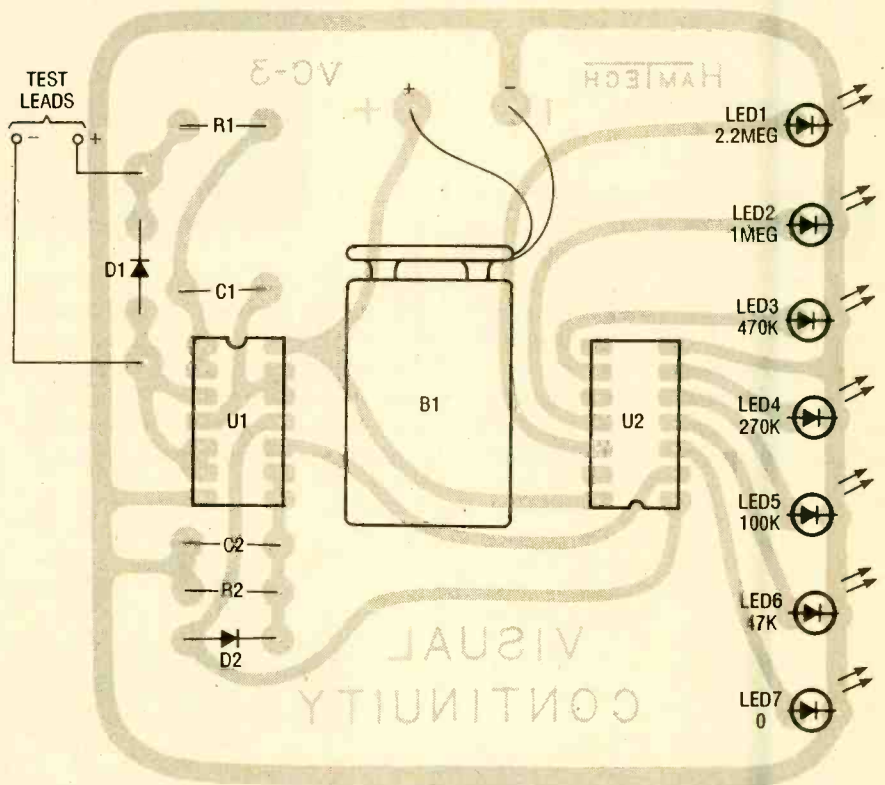 VC-3
HAMTECH
TEST
LEADS
- +
R1
+
+
-
LED1
2.2MEG
LED2
1MEG
D1
C1
LED3
470K
U1
B1
U2
LED4
270K
LED5
100K
C2
R2
LED6
47K
D2
VISUAL
CONTINUITY
LED7
0